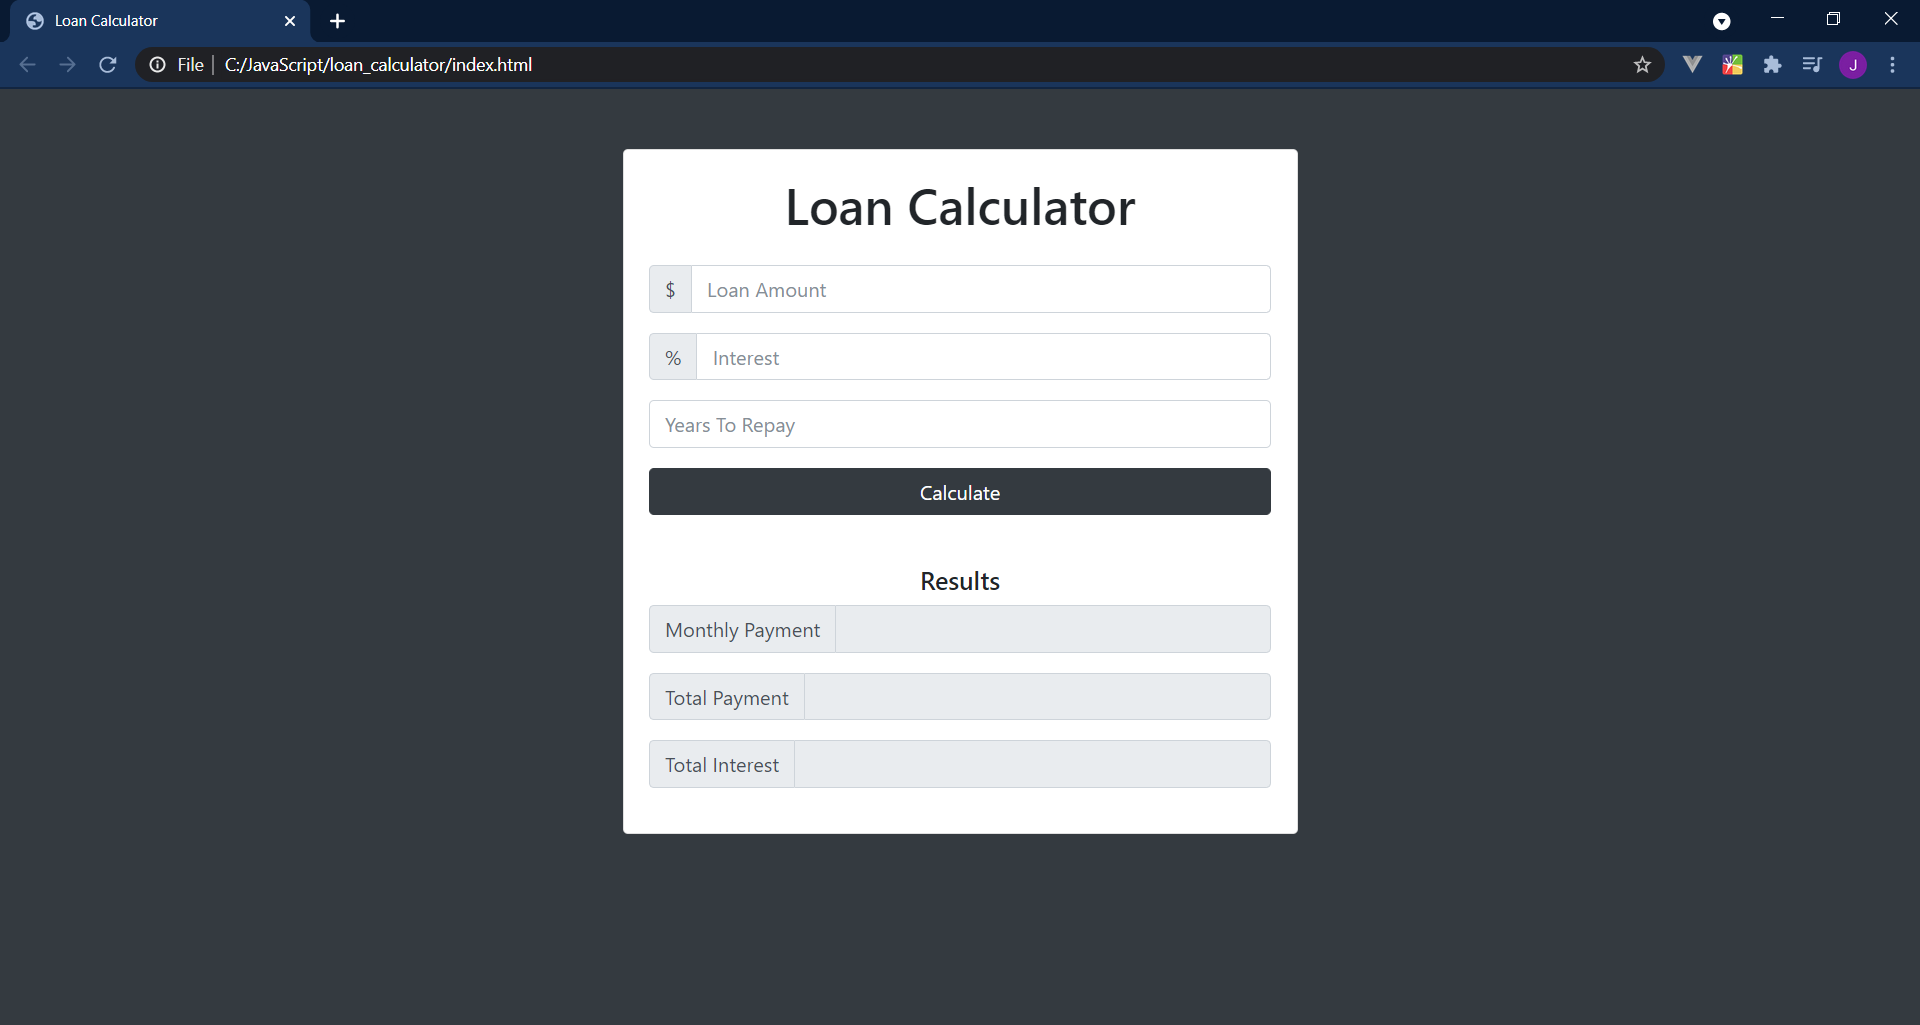 Loan Calculator
File | C:/JavaScript/loan_calculator/index.html
J
Loan Calculator
$ Loan Amount
% Interest
Years To Repay
Calculate
Results
Monthly Payment
Total Payment
Total Interest